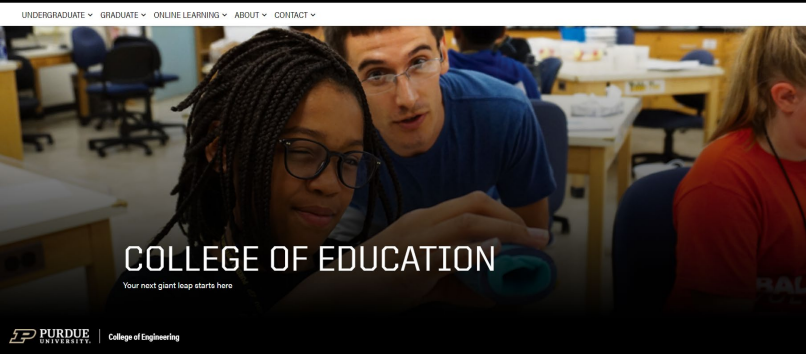 UNDERGRADUATE GRADUATE ONLINE LEARNING ABOUT CONTACT
COLLEGE OF EDUCATION
Your next giant leap starts here
PURDUE UNIVERSITY. College of Engineering